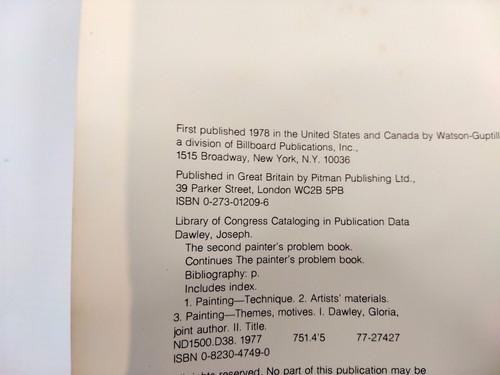 First published 1978 in the United States and Canada by Watson-Guptill
a division of Billboard Publications, Inc.,
1515 Broadway, New York, N.Y. 10036
Published in Great Britain by Pitman Publishing Ltd.,
39 Parker Street, London WC2B 5PB
ISBN 0-273-01209-6
Library of Congress Cataloging in Publication Data
Dawley, Joseph.
The second painter's problem book.
Continues The painter's problem book.
Bibliography: p.
Includes index.
1. Painting—Technique. 2. Artists' materials.
3. Painting—Themes, motives. I. Dawley, Gloria,
joint author. II. Title.
ND1500.D38. 1977 751.4'5 77-27427
ISBN 0-8230-4749-0
rights reserved. No part of this publication may be